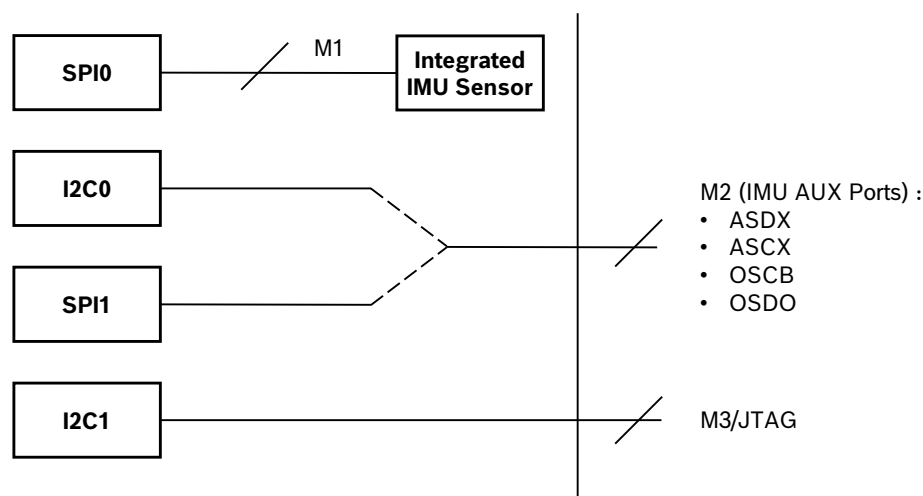 SPI0
M1
Integrated
IMU Sensor
I2C0
SPI1
M2 (IMU AUX Ports) :
• ASDX
• ASCX
• OSCB
• OSDO
I2C1
M3/JTAG